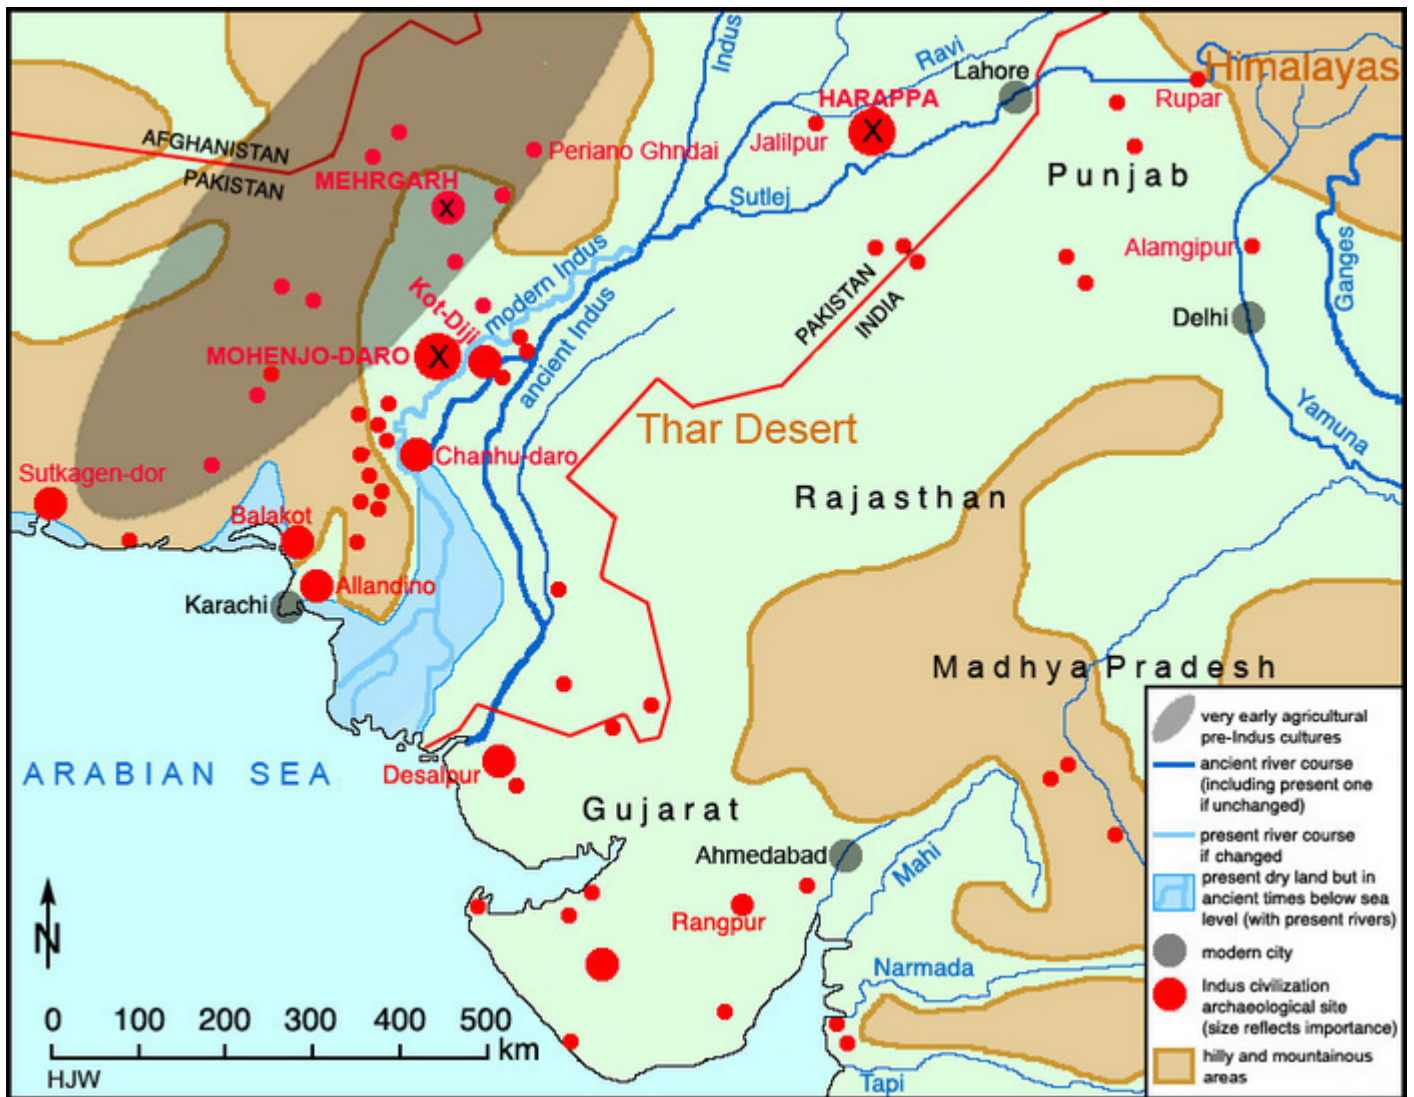 Indus
Ravi
Lahore
Himalayas
HARAPPA
Rupar
Jalilpur
AFGHANISTAN
PAKISTAN
Periano Ghndai
MEHRGARH
Punjab
Sutlej
Alamgipur
Ganges
modern Indus
Kot-Diji
ancient Indus
PAKISTAN
INDIA
Delhi
MOHENJO-DARO
X
X
X
Yamuna
Thar Desert
Chanhu-daro
Sutkagen-dor
Rajasthan
Balakot
Allandino
Karachi
Madhya Pradesh
ARABIAN SEA
Desalpur
Gujarat
Ahmedabad
Mahi
Rangpur
Narmada
Tapi
N
0 100 200 300 400 500
km
HJW
very early agricultural
pre-Indus cultures
ancient river course
(including present one
if unchanged)
present river course
if changed
present dry land but in
ancient times below sea
level (with present rivers)
modern city
Indus civilization
archaeological site
(size reflects importance)
hilly and mountainous
areas